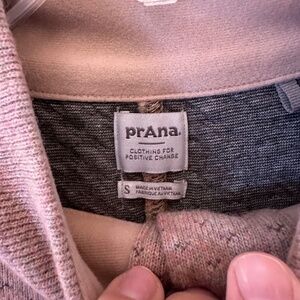 prAna.
CLOTHING FOR
POSITIVE CHANGE
S
MADE IN VIETNAM
FABRIQUÉ AU VIETNAM